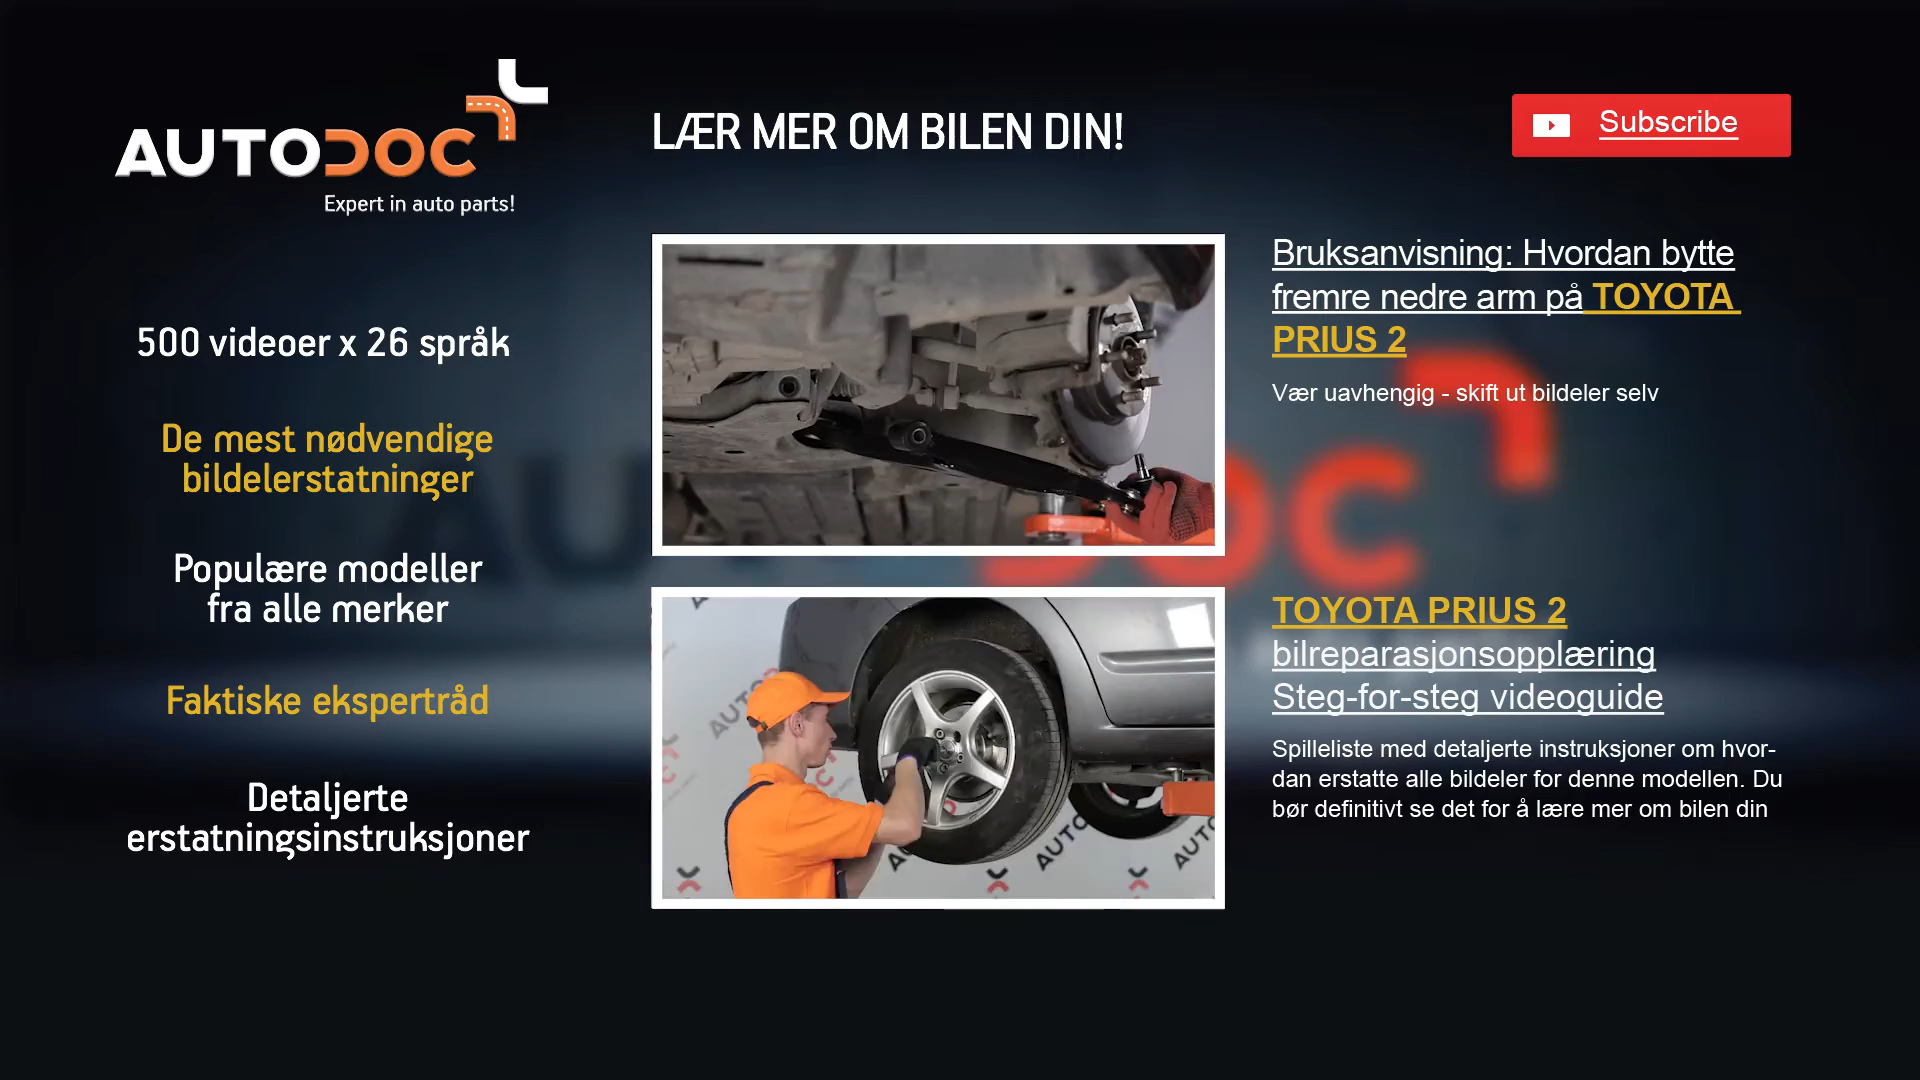 AUTODOC
Expert in auto parts!
LÆR MER OM BILEN DIN!
Subscribe
500 videoer x 26 språk
De mest nødvendige
bildelerstatninger
Populære modeller
fra alle merker
Faktiske ekspertråd
Detaljerte
erstatningsinstruksjoner
Bruksanvisning: Hvordan bytte
fremre nedre arm på TOYOTA
PRIUS 2
Vær uavhengig - skift ut bildeler selv
TOYOTA PRIUS 2
bilreparasjonsopplæring
Steg-for-steg videoguide
Spilleliste med detaljerte instruksjoner om hvor-
dan erstatte alle bildeler for denne modellen. Du
bør definitivt se det for å lære mer om bilen din